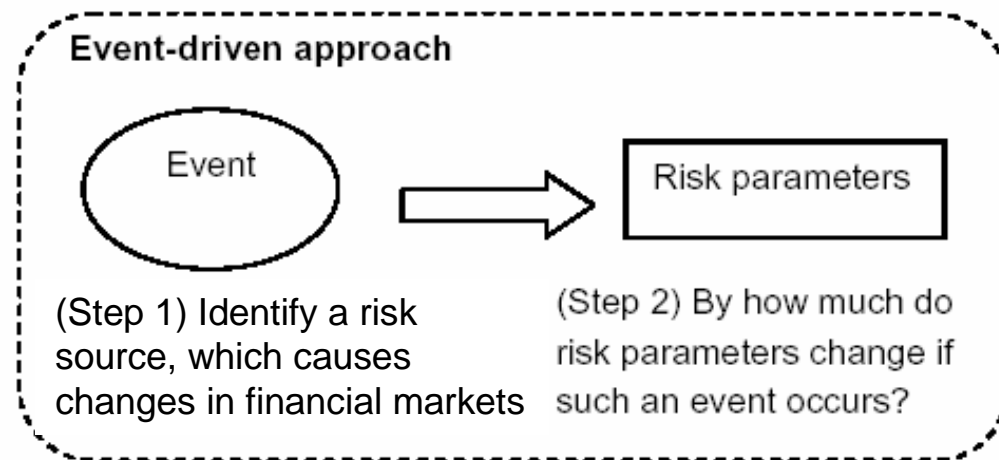 Event-driven approach
Event
Risk parameters
(Step 1) Identify a risk
source, which causes
changes in financial markets
(Step 2) By how much do
risk parameters change if
such an event occurs?